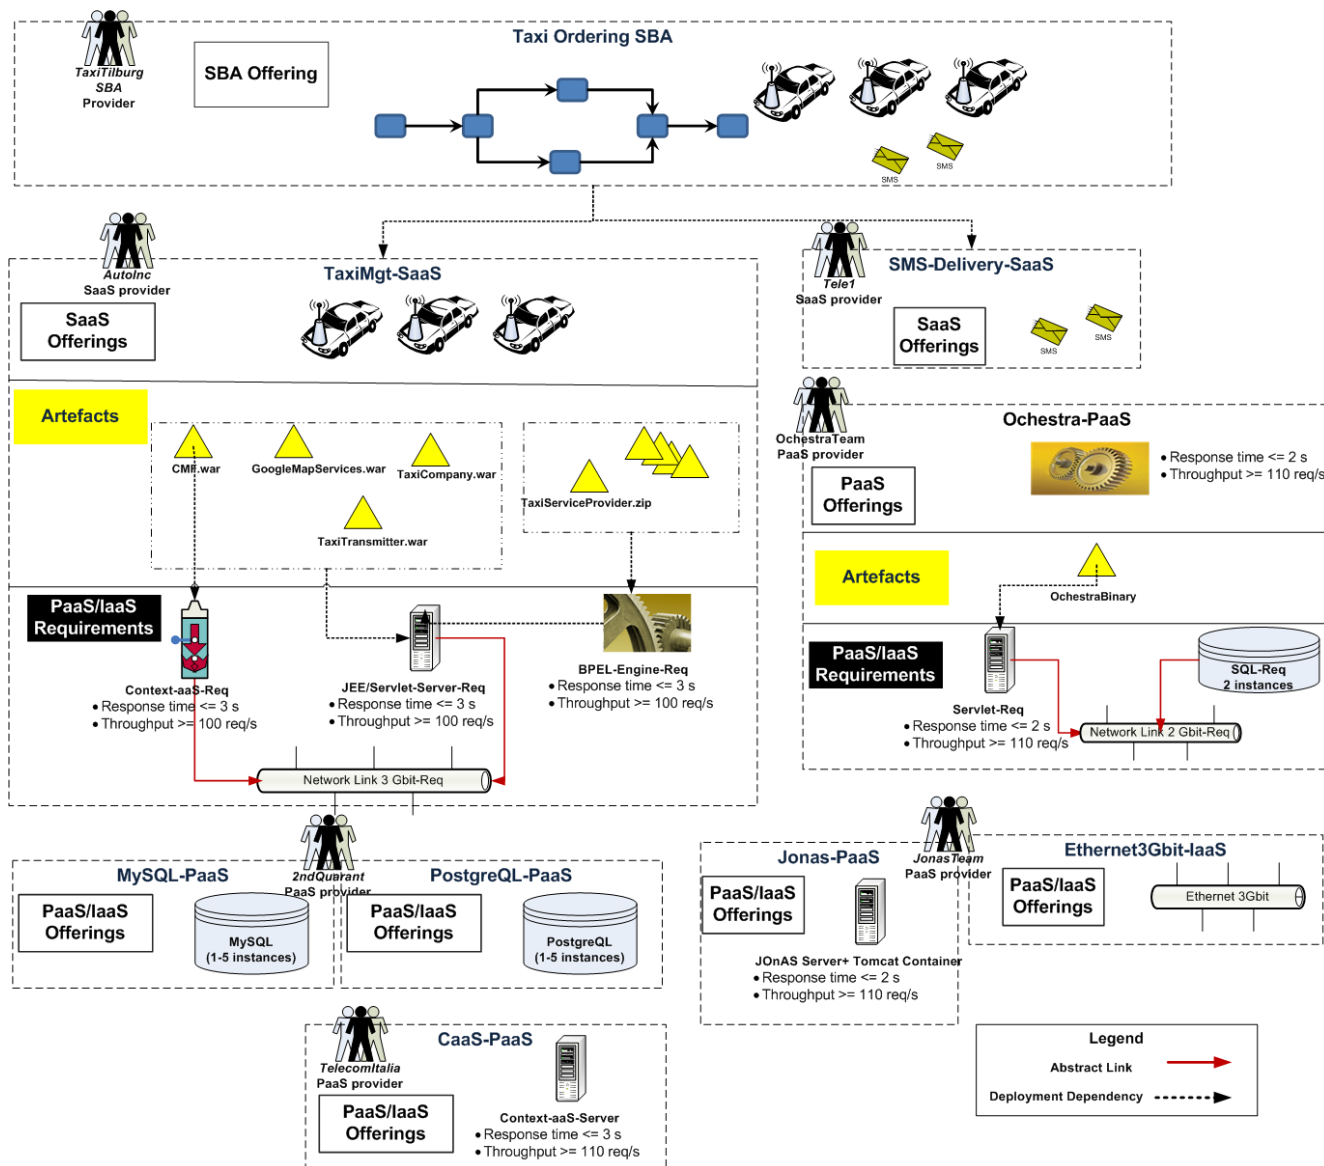 Taxi Ordering SBA
TaxiTilburg
SBA
Provider
SBA Offering
SMS
SMS
AutoInc
SaaS provider
TaxiMgt-SaaS
SaaS
Offerings
Tele1
SaaS provider
SMS-Delivery-SaaS
SaaS
Offerings
SMS
SMS
Artefacts
CMF.war
GoogleMapServices.war
TaxiCompany.war
TaxiTransmitter.war
TaxiServiceProvider.zip
OchestraTeam
PaaS provider
Ochestra-PaaS
PaaS
Offerings
• Response time <= 2 s
• Throughput >= 110 req/s
Artefacts
OchestraBinary
PaaS/IaaS
Requirements
Context-aaS-Req
• Response time <= 3 s
• Throughput >= 100 req/s
JEE/Servlet-Server-Req
• Response time <= 3 s
• Throughput >= 100 req/s
BPEL-Engine-Req
• Response time <= 3 s
• Throughput >= 100 req/s
Network Link 3 Gbit-Req
PaaS/IaaS
Requirements
Servlet-Req
• Response time <= 2 s
• Throughput >= 110 req/s
SQL-Req
2 instances
Network Link 2 Gbit-Req
2ndQuarant
PaaS provider
MySQL-PaaS
PaaS/IaaS
Offerings
MySQL
(1-5 instances)
PostgreQL-PaaS
PaaS/IaaS
Offerings
PostgreQL
(1-5 instances)
JonasTeam
PaaS provider
Jonas-PaaS
PaaS/IaaS
Offerings
JOnAS Server+ Tomcat Container
• Response time <= 2 s
• Throughput >= 110 req/s
Ethernet3Gbit-IaaS
PaaS/IaaS
Offerings
Ethernet 3Gbit
TelecomItalia
PaaS provider
CaaS-PaaS
PaaS/IaaS
Offerings
Context-aaS-Server
• Response time <= 3 s
• Throughput >= 110 req/s
Legend
Abstract Link
Deployment Dependency